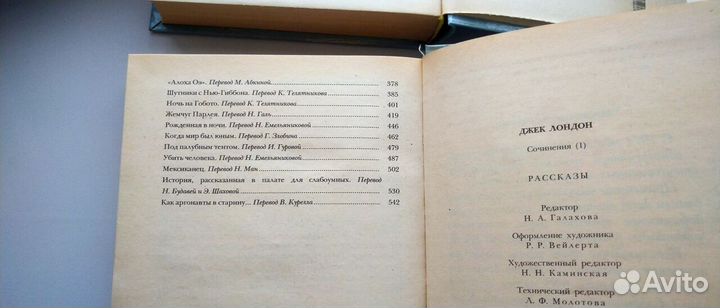 «Алоха Оэ». Перевод М. Абкиной 378
Шутники с Нью-Гиббона. Перевод К. Телятникова 385
Ночь на Гобото. Перевод К. Телятникова 401
Жемчуг Парлея. Перевод Н. Галь 419
Рожденная в ночи. Перевод Н. Емельяниковой 446
Когда мир был юным. Перевод Г. Злобина 462
Под палубным тентом. Перевод И. Гуровой 479
Убить человека. Перевод Н. Емельяниковой 487
Мексиканец. Перевод Н. Ман 502
История, рассказанная в палате для слабоумных. Перевод
Н. Будавей и Э. Шаховой 530
Как аргонавты в старину... Перевод В. Курелла 542
ДЖЕК ЛОНДОН
Сочинения (1)
РАССКАЗЫ
Редактор
Н. А. Галахова
Оформление художника
Р. Р. Вейлерта
Художественный редактор
Н. Н. Каминская
Технический редактор
Л. Ф. Молотова
Avito